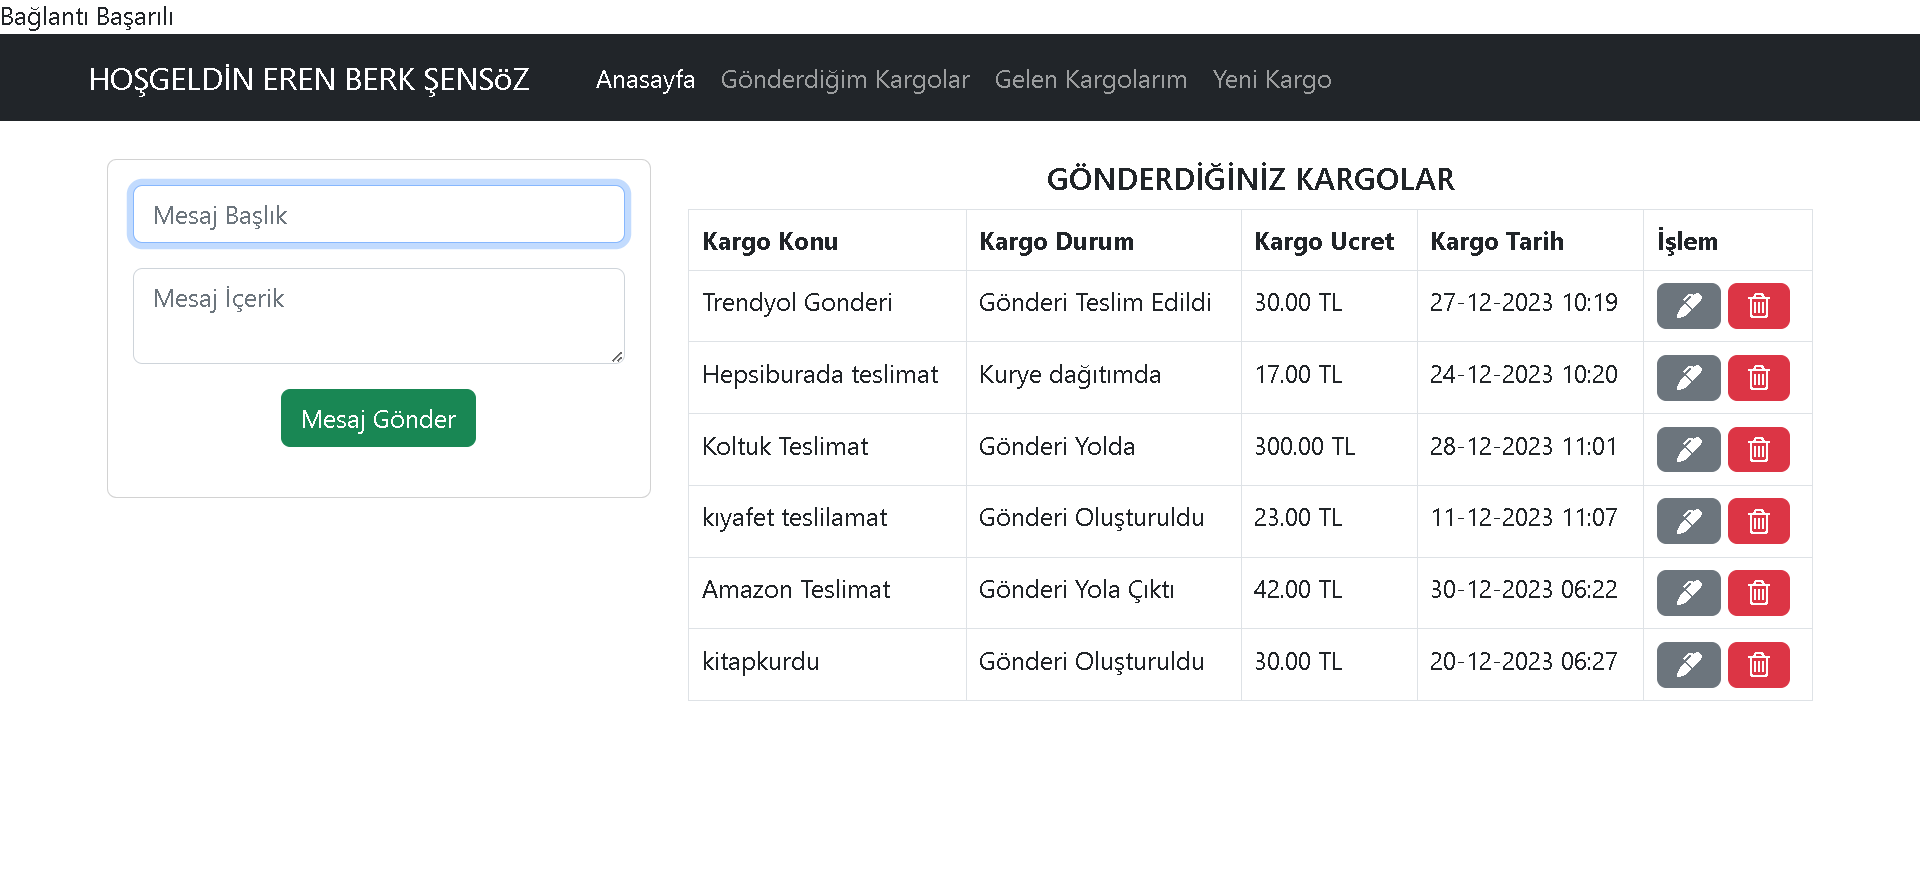 Bağlantı Başarılı
HOŞGELDİN EREN BERK ŞENSöZ Anasayfa Gönderdiğim Kargolar Gelen Kargolarım Yeni Kargo
Mesaj Başlık
Mesaj İçerik
Mesaj Gönder
GÖNDERDİĞİNİZ KARGOLAR
Kargo Konu Kargo Durum Kargo Ucret Kargo Tarih İşlem
Trendyol Gonderi Gönderi Teslim Edildi 30.00 TL 27-12-2023 10:19
Hepsiburada teslimat Kurye dağıtımda 17.00 TL 24-12-2023 10:20
Koltuk Teslimat Gönderi Yolda 300.00 TL 28-12-2023 11:01
kıyafet teslilamat Gönderi Oluşturuldu 23.00 TL 11-12-2023 11:07
Amazon Teslimat Gönderi Yola Çıktı 42.00 TL 30-12-2023 06:22
kitapkurdu Gönderi Oluşturuldu 30.00 TL 20-12-2023 06:27